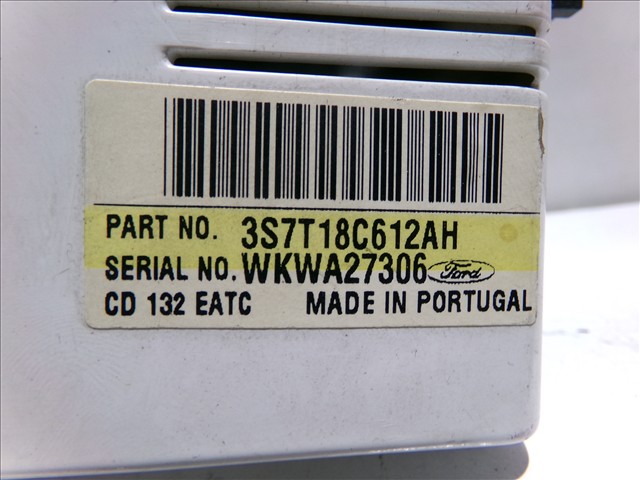 PART NO. 3S7T18C612AH
SERIAL NO. WKWA27306 Ford
CD 132 EATC MADE IN PORTUGAL